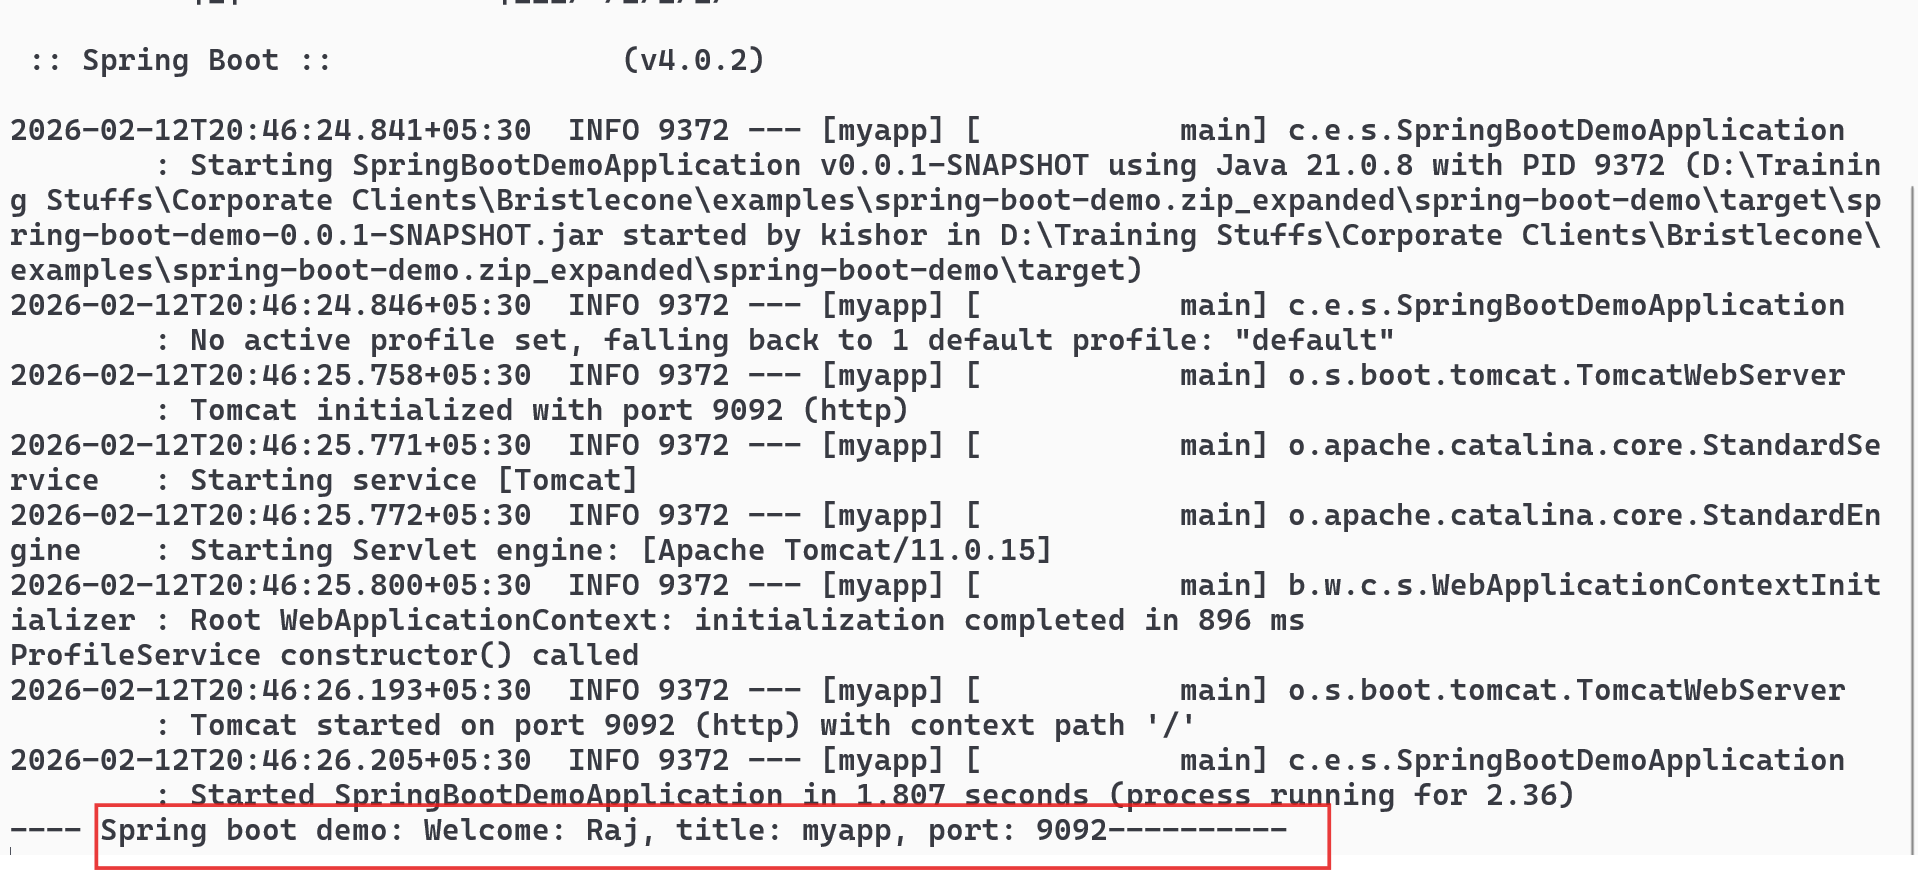 :: Spring Boot ::                (v4.0.2)
2026-02-12T20:46:24.841+05:30  INFO 9372 --- [myapp] [           main] c.e.s.SpringBootDemoApplication
        : Starting SpringBootDemoApplication v0.0.1-SNAPSHOT using Java 21.0.8 with PID 9372 (D:\Trainin
g Stuffs\Corporate Clients\Bristlecone\examples\spring-boot-demo.zip_expanded\spring-boot-demo\target\sp
ring-boot-demo-0.0.1-SNAPSHOT.jar started by kishor in D:\Training Stuffs\Corporate Clients\Bristlecone\
examples\spring-boot-demo.zip_expanded\spring-boot-demo\target)
2026-02-12T20:46:24.846+05:30  INFO 9372 --- [myapp] [           main] c.e.s.SpringBootDemoApplication
        : No active profile set, falling back to 1 default profile: "default"
2026-02-12T20:46:25.758+05:30  INFO 9372 --- [myapp] [           main] o.s.boot.tomcat.TomcatWebServer
        : Tomcat initialized with port 9092 (http)
2026-02-12T20:46:25.771+05:30  INFO 9372 --- [myapp] [           main] o.apache.catalina.core.StandardSe
rvice   : Starting service [Tomcat]
2026-02-12T20:46:25.772+05:30  INFO 9372 --- [myapp] [           main] o.apache.catalina.core.StandardEn
gine    : Starting Servlet engine: [Apache Tomcat/11.0.15]
2026-02-12T20:46:25.800+05:30  INFO 9372 --- [myapp] [           main] b.w.c.s.WebApplicationContextInit
ializer : Root WebApplicationContext: initialization completed in 896 ms
ProfileService constructor() called
2026-02-12T20:46:26.193+05:30  INFO 9372 --- [myapp] [           main] o.s.boot.tomcat.TomcatWebServer
        : Tomcat started on port 9092 (http) with context path '/'
2026-02-12T20:46:26.205+05:30  INFO 9372 --- [myapp] [           main] c.e.s.SpringBootDemoApplication
        : Started SpringBootDemoApplication in 1.807 seconds (process running for 2.36)
---- Spring boot demo: Welcome: Raj, title: myapp, port: 9092----------